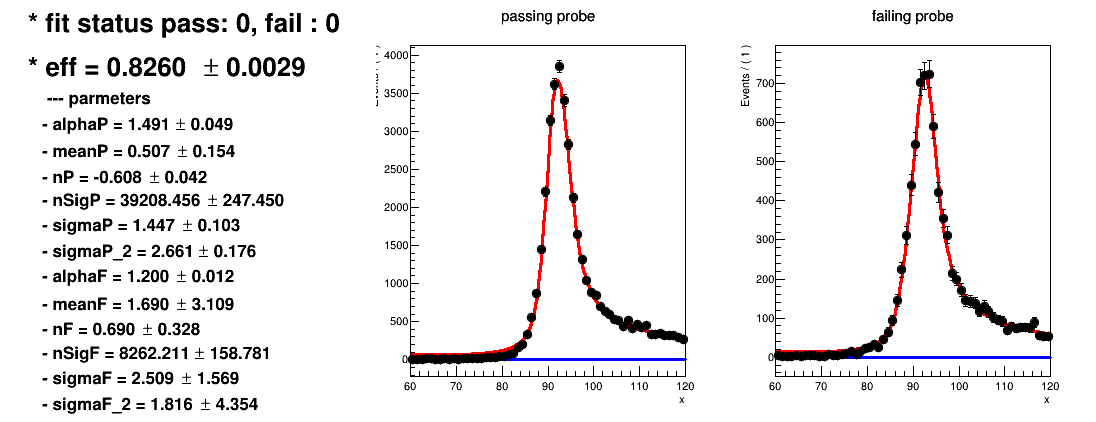 * fit status pass: 0, fail : 0
* eff = 0.8260 ± 0.0029
--- parmeters
- alphaP = 1.491 ± 0.049
- meanP = 0.507 ± 0.154
- nP = -0.608 ± 0.042
- nSigP = 39208.456 ± 247.450
- sigmaP = 1.447 ± 0.103
- sigmaP_2 = 2.661 ± 0.176
- alphaF = 1.200 ± 0.012
- meanF = 1.690 ± 3.109
- nF = 0.690 ± 0.328
- nSigF = 8262.211 ± 158.781
- sigmaF = 2.509 ± 1.569
- sigmaF_2 = 1.816 ± 4.354
passing probe
4000
3500
3000
2500
2000
1500
1000
500
0
60 70 80 90 100 110 120
x
failing probe
Events / ( 1 )
700
600
500
400
300
200
100
0
60 70 80 90 100 110 120
x